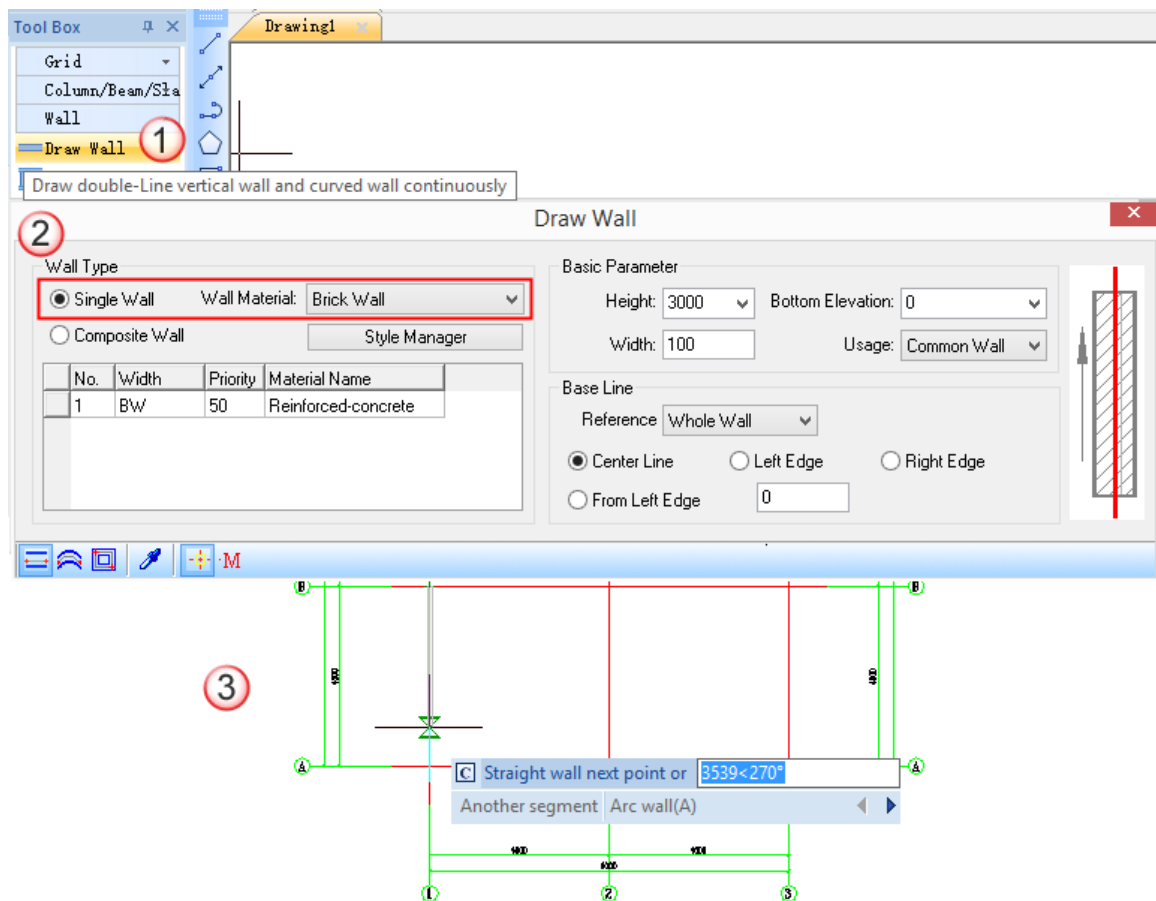 Tool Box
Drawing1
Grid
Column/Beam/Sla
Wall
Draw Wall
1
Draw double-Line vertical wall and curved wall continuously
Draw Wall
2
Wall Type
Single Wall Wall Material: Brick Wall
Composite Wall Style Manager
No. Width Priority Material Name
1 BW 50 Reinforced-concrete
Basic Parameter
Height: 3000 Bottom Elevation: 0
Width: 100 Usage: Common Wall
Base Line
Reference Whole Wall
Center Line Left Edge Right Edge
From Left Edge 0
M
B B
3
A A
C Straight wall next point or 3539<270°
Another segment Arc wall(A)
1 2 3